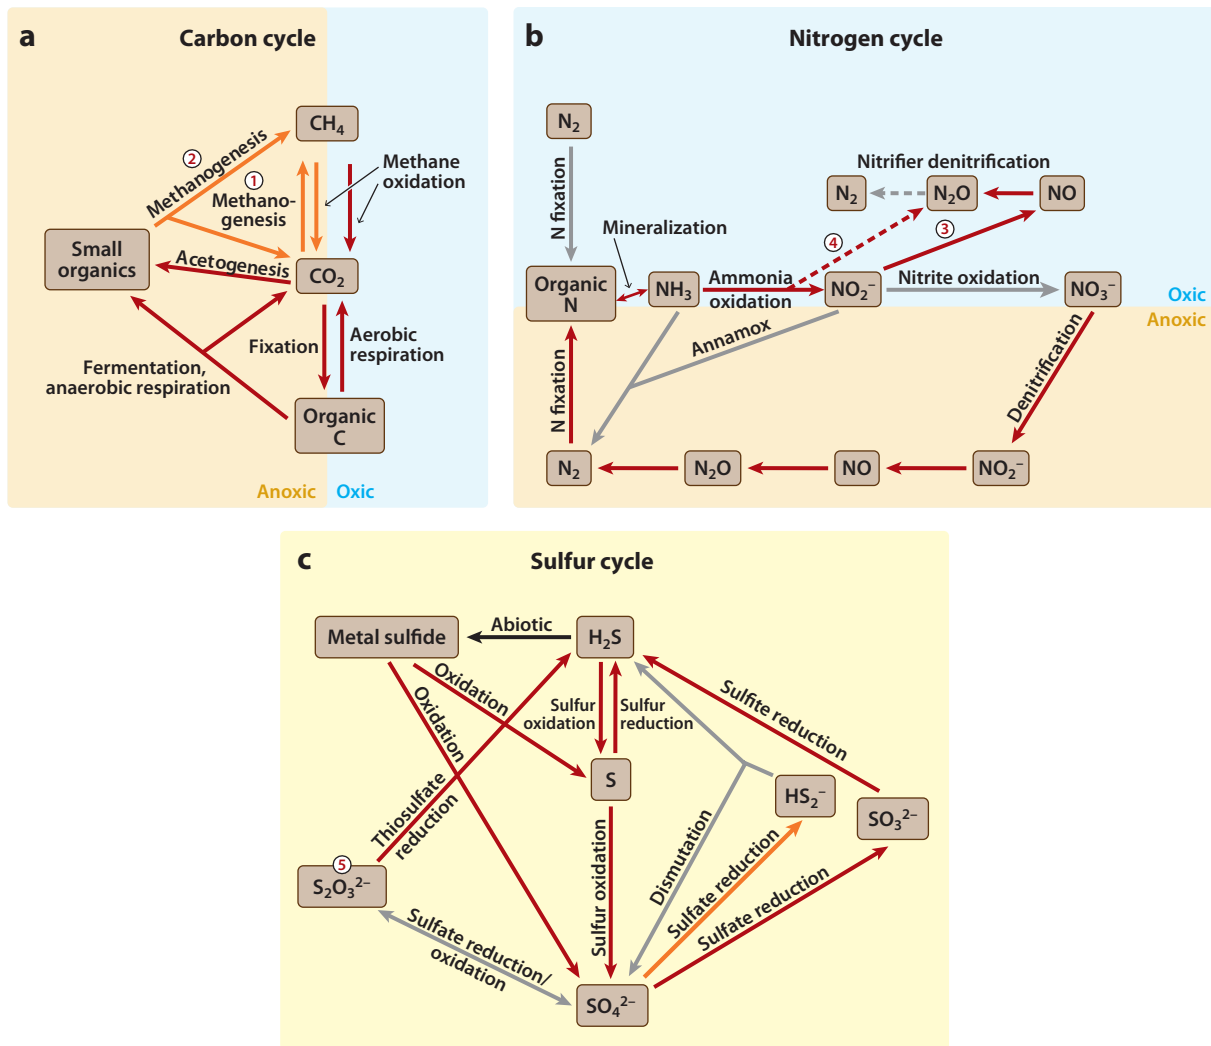 a
Carbon cycle
CH4
2
Methanogenesis
1
Methano-
genesis
Methane
oxidation
Small
organics
Acetogenesis
CO2
Fixation
Aerobic
respiration
Fermentation,
anaerobic respiration
Organic
C
Anoxic
Oxic
b
Nitrogen cycle
N2
N fixation
Nitrifier denitrification
N2
N2O
NO
Mineralization
4
3
Organic
N
NH3
Ammonia
oxidation
NO2–
Nitrite oxidation
NO3–
Oxic
Anoxic
Annamox
N fixation
Denitrification
N2
N2O
NO
NO2–
c
Sulfur cycle
Metal sulfide
Abiotic
H2S
Oxidation
Oxidation
Sulfur
oxidation
Sulfur
reduction
Sulfite reduction
S
HS2–
SO32–
Thiosulfate
reduction
5
S2O32–
Sulfur oxidation
Dismutation
Sulfate reduction
Sulfate reduction
Sulfate reduction/
oxidation
SO42–